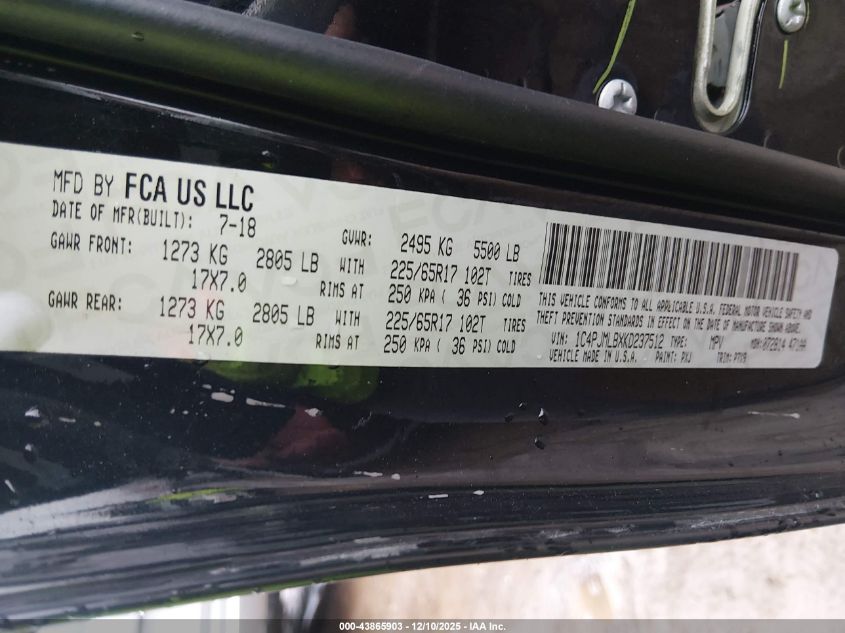 MFD BY FCA US LLC
DATE OF MFR(BUILT): 7-18
GVWR: 2495 KG 5500 LB
GAWR FRONT: 1273 KG 2805 LB WITH 225/65R17 102T TIRES
17X7.0 RIMS AT 250 KPA ( 36 PSI) COLD
GAWR REAR: 1273 KG 2805 LB WITH 225/65R17 102T TIRES
17X7.0 RIMS AT 250 KPA ( 36 PSI) COLD
THIS VEHICLE CONFORMS TO ALL APPLICABLE U.S.A. FEDERAL MOTOR VEHICLE SAFETY AND
THEFT PREVENTION STANDARDS IN EFFECT ON THE DATE OF MANUFACTURE SHOWN ABOVE.
VIN: 1C4PJMLBXKD237512 TYPE: MPV MDH: 072814
VEHICLE MADE IN U.S.A. PAINT: PXJ TRIM:
000-43865903 — 12/10/2025 — IAA Inc.